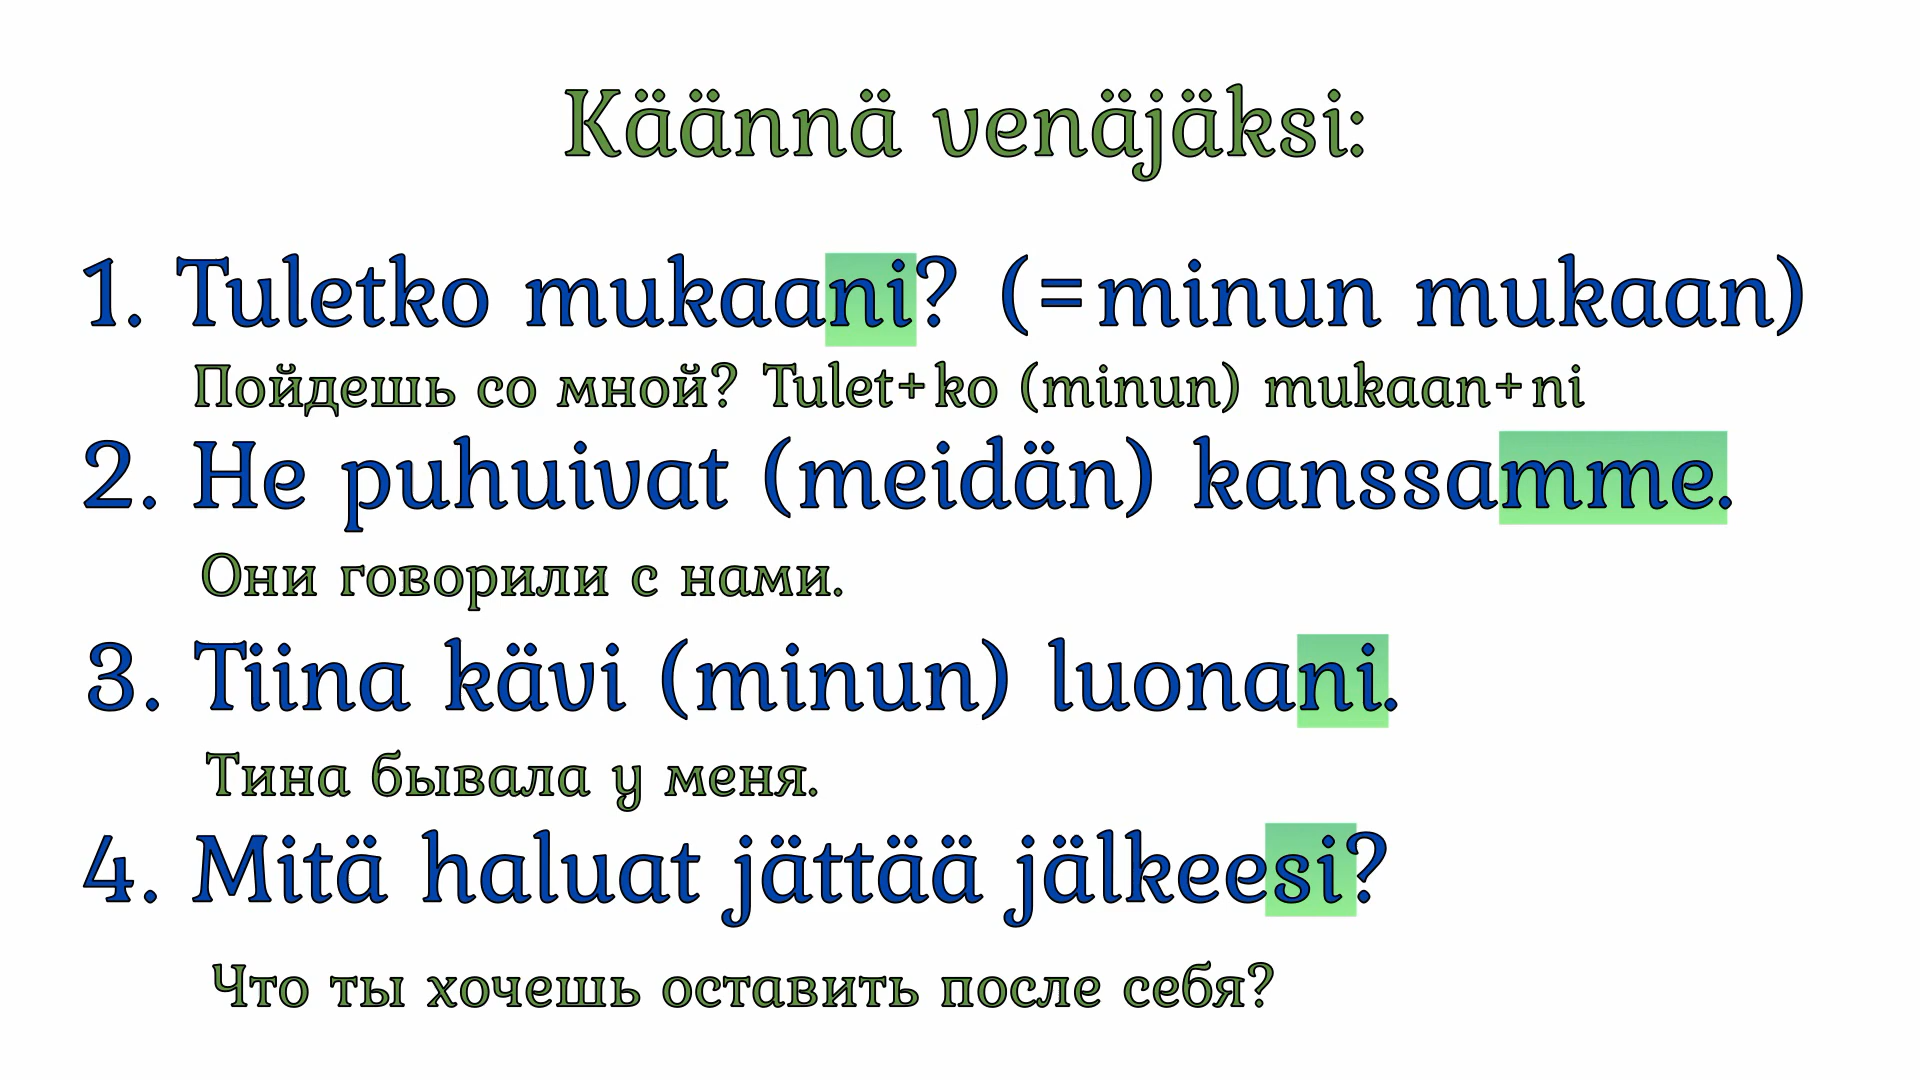 Käännä venäjäksi:
1. Tuletko mukaani? (=minun mukaan)
Пойдешь со мной? Tulet+ko (minun) mukaan+ni
2. He puhuivat (meidän) kanssamme.
Они говорили с нами.
3. Tiina kävi (minun) luonani.
Тина бывала у меня.
4. Mitä haluat jättää jälkeesi?
Что ты хочешь оставить после себя?